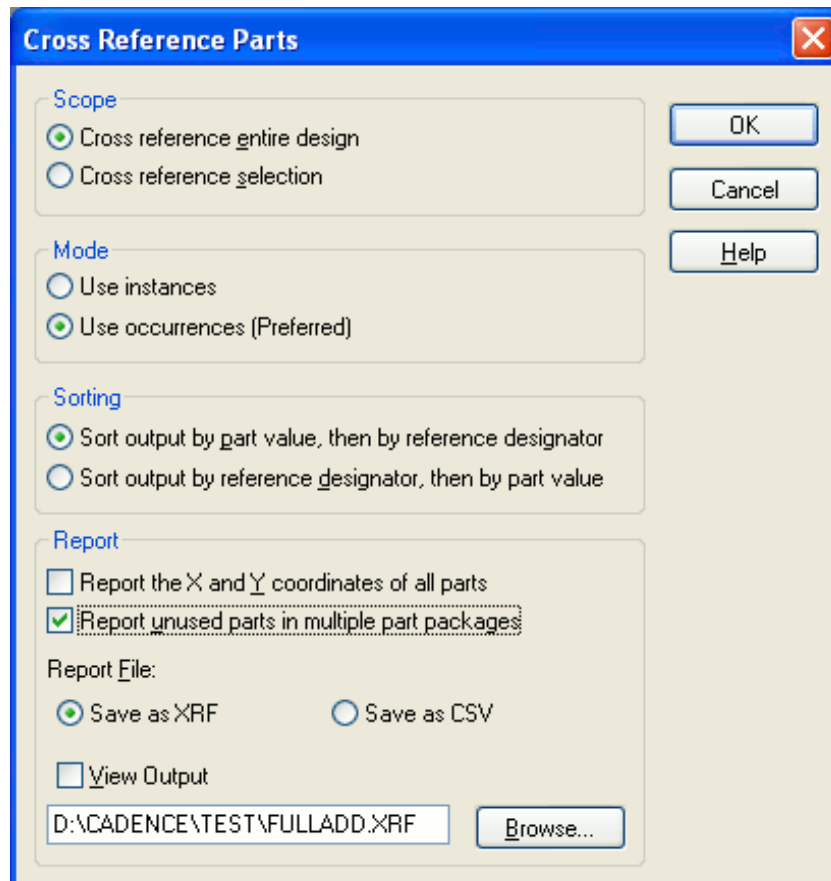 Cross Reference Parts
Scope
Cross reference entire design
Cross reference selection
OK
Cancel
Help
Mode
Use instances
Use occurrences (Preferred)
Sorting
Sort output by part value, then by reference designator
Sort output by reference designator, then by part value
Report
Report the X and Y coordinates of all parts
Report unused parts in multiple part packages
Report File:
Save as XRF Save as CSV
View Output
D:\CADENCE\TEST\FULLADD.XRF Browse...